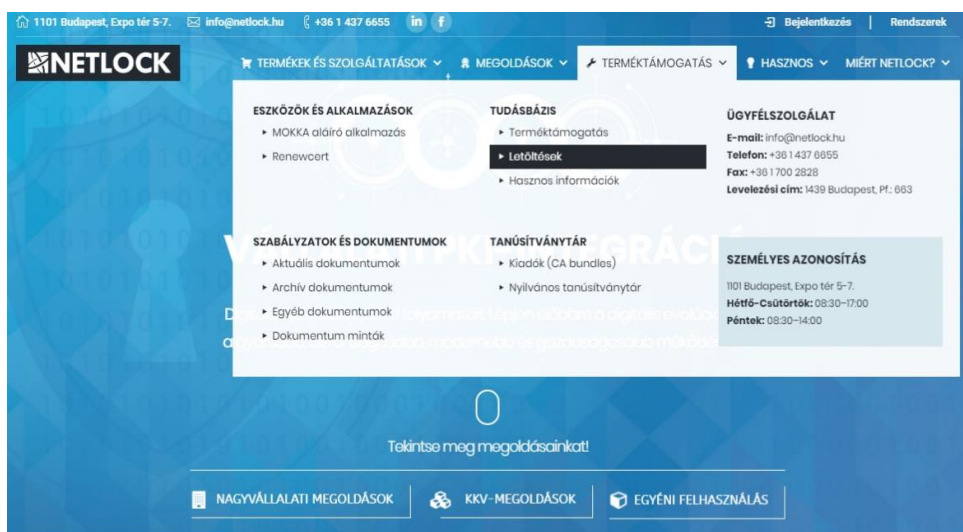 1101 Budapest, Expo tér 5-7. info@netlock.hu +36 1 437 6655 in f Bejelentkezés | Rendszerek
NETLOCK
TERMÉKEK ÉS SZOLGÁLTATÁSOK MEGOLDÁSOK TERMÉKTÁMOGATÁS HASZNOS MIÉRT NETLOCK?
ESZKÖZÖK ÉS ALKALMAZÁSOK
MOKKA aláíró alkalmazás
Renewcert
TUDÁSBÁZIS
Terméktámogatás
Letöltések
Hasznos információk
ÜGYFÉLSZOLGÁLAT
E-mail: info@netlock.hu
Telefon: +36 1 437 6655
Fax: +36 1 700 2828
Levelezési cím: 1439 Budapest, Pf.: 663
SZABÁLYZATOK ÉS DOKUMENTUMOK
Aktuális dokumentumok
Archív dokumentumok
Egyéb dokumentumok
Dokumentum minták
TANÚSÍTVÁNYTÁR
Kiadók (CA bundles)
Nyilvános tanúsítványtár
SZEMÉLYES AZONOSÍTÁS
1101 Budapest, Expo tér 5-7.
Hétfő-Csütörtök: 08:30–17:00
Péntek: 08:30–14:00
Tekintse meg megoldásainkat!
NAGYVÁLLALATI MEGOLDÁSOK
KKV-MEGOLDÁSOK
EGYÉNI FELHASZNÁLÁS